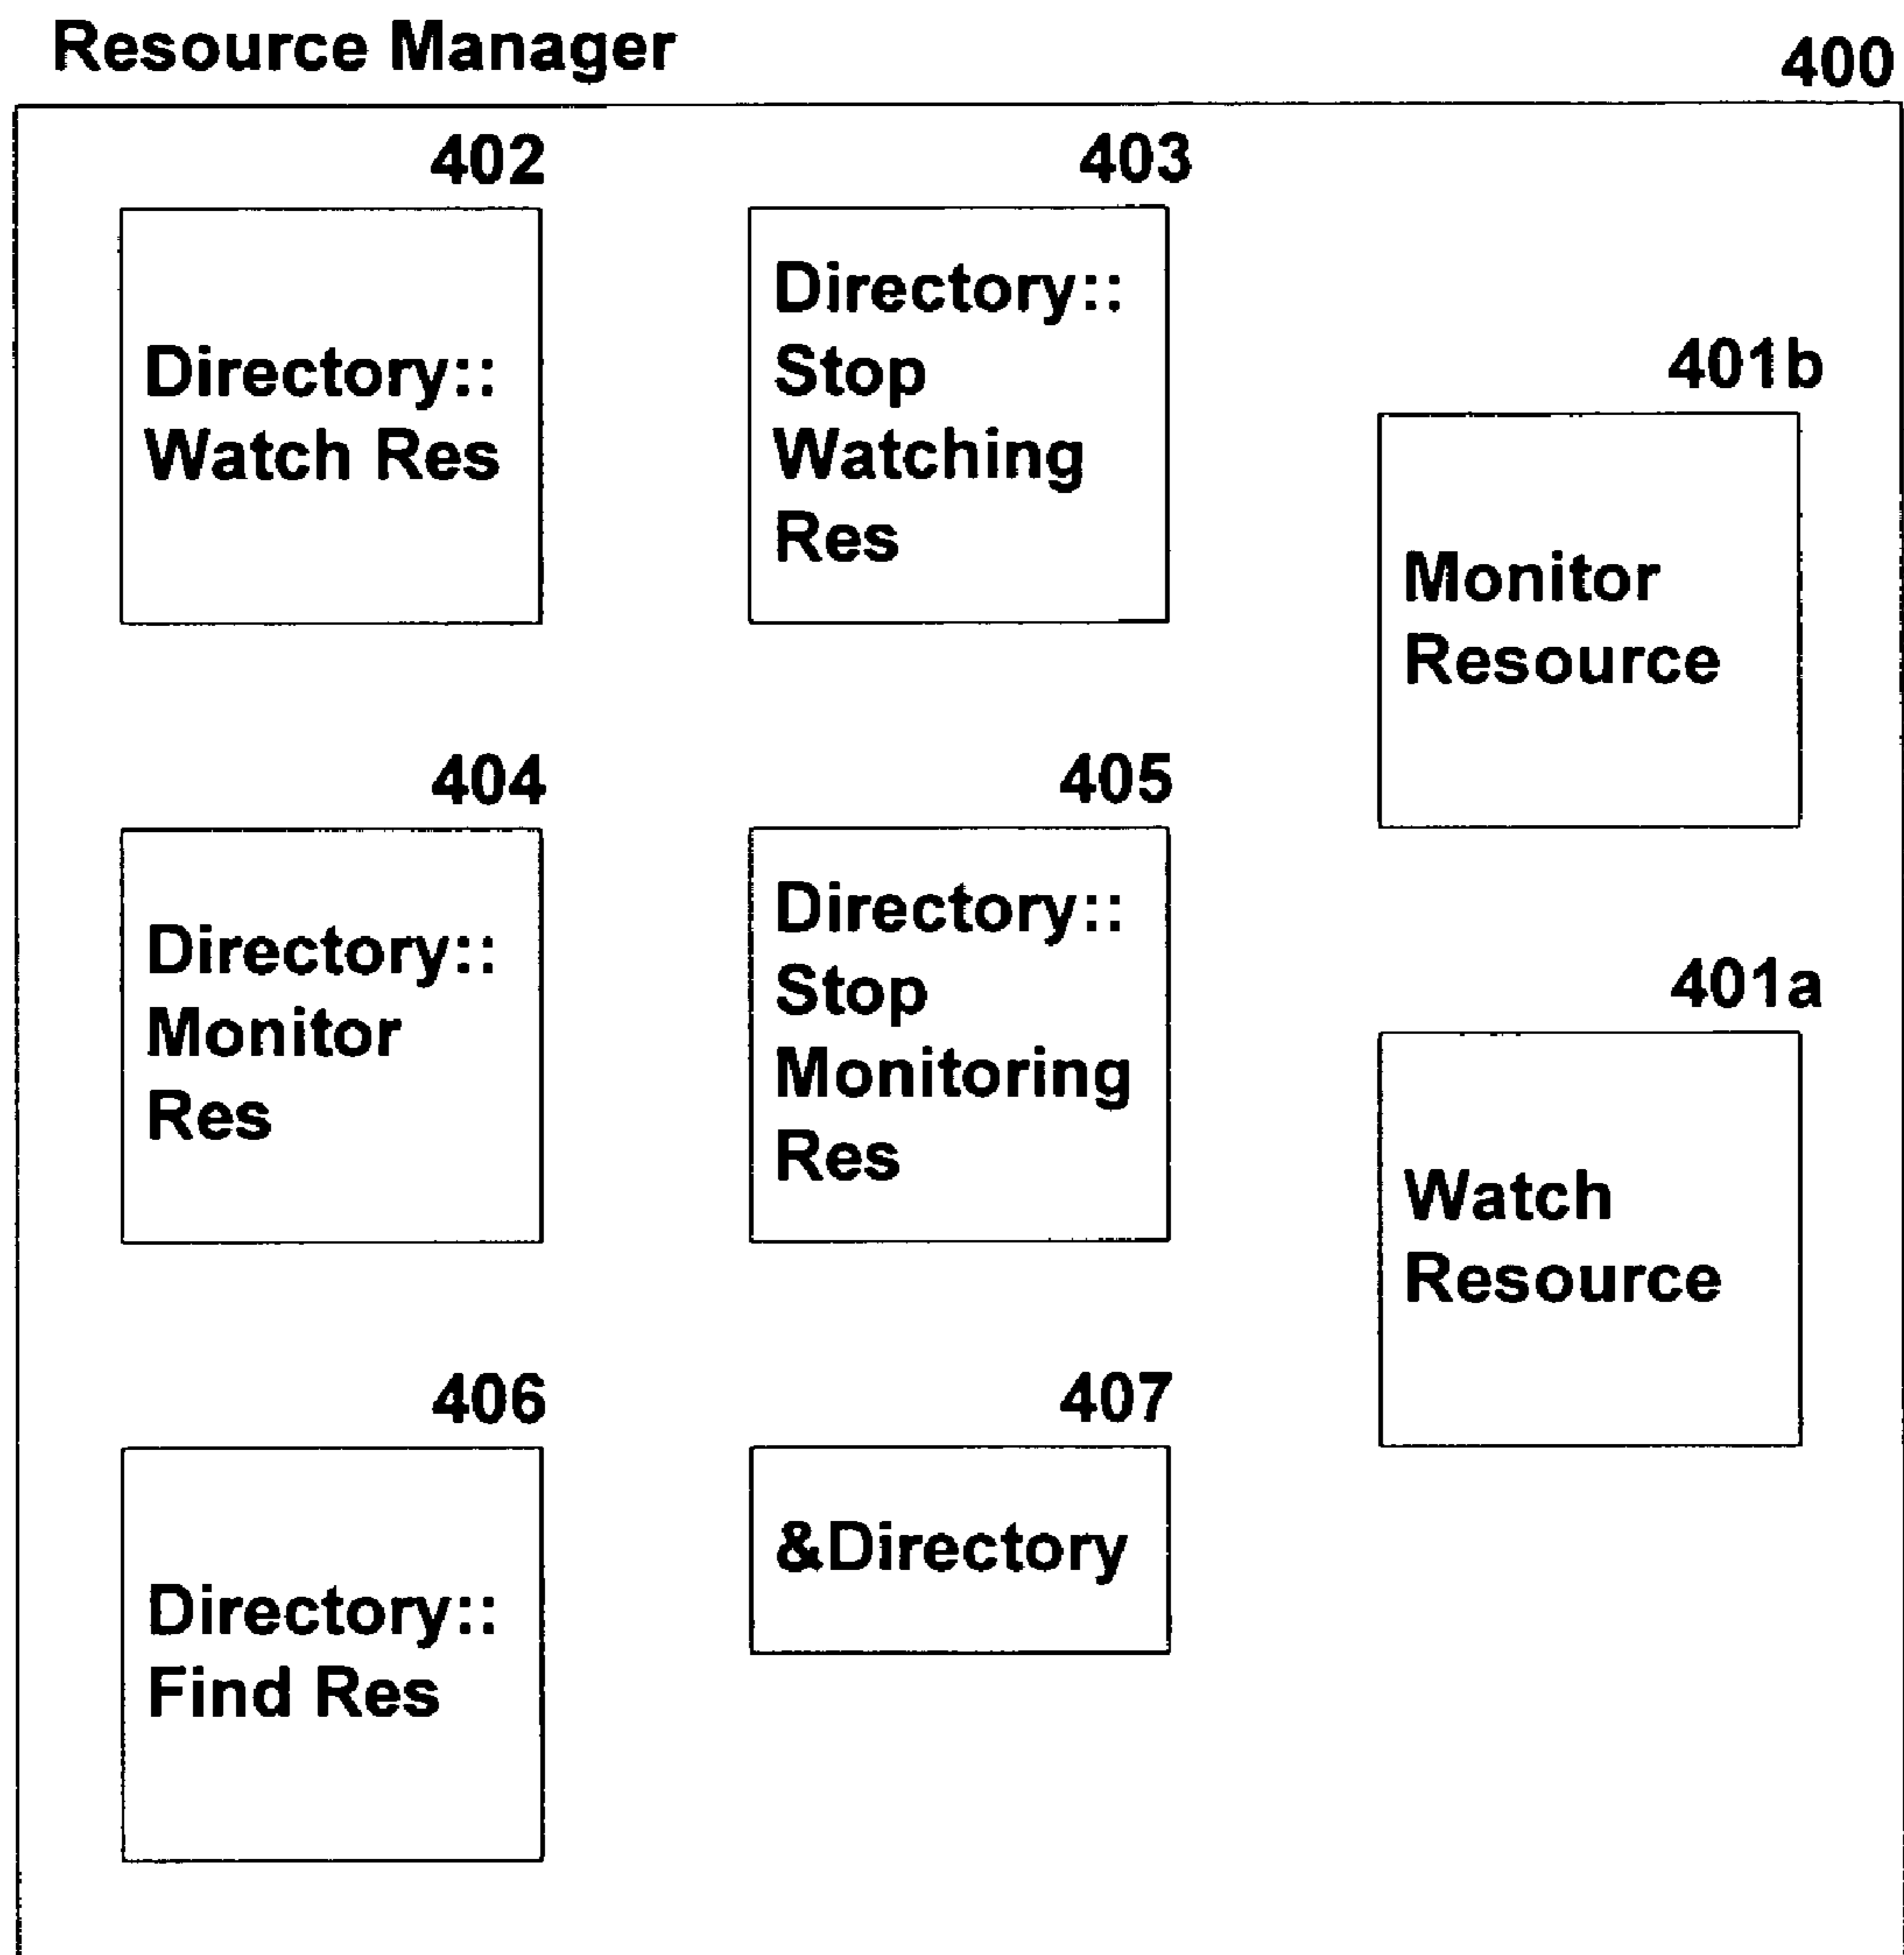 Resource Manager
400
402
Directory::
Watch Res
403
Directory::
Stop
Watching
Res
401b
Monitor
Resource
404
Directory::
Monitor
Res
405
Directory::
Stop
Monitoring
Res
401a
Watch
Resource
406
Directory::
Find Res
407
&Directory